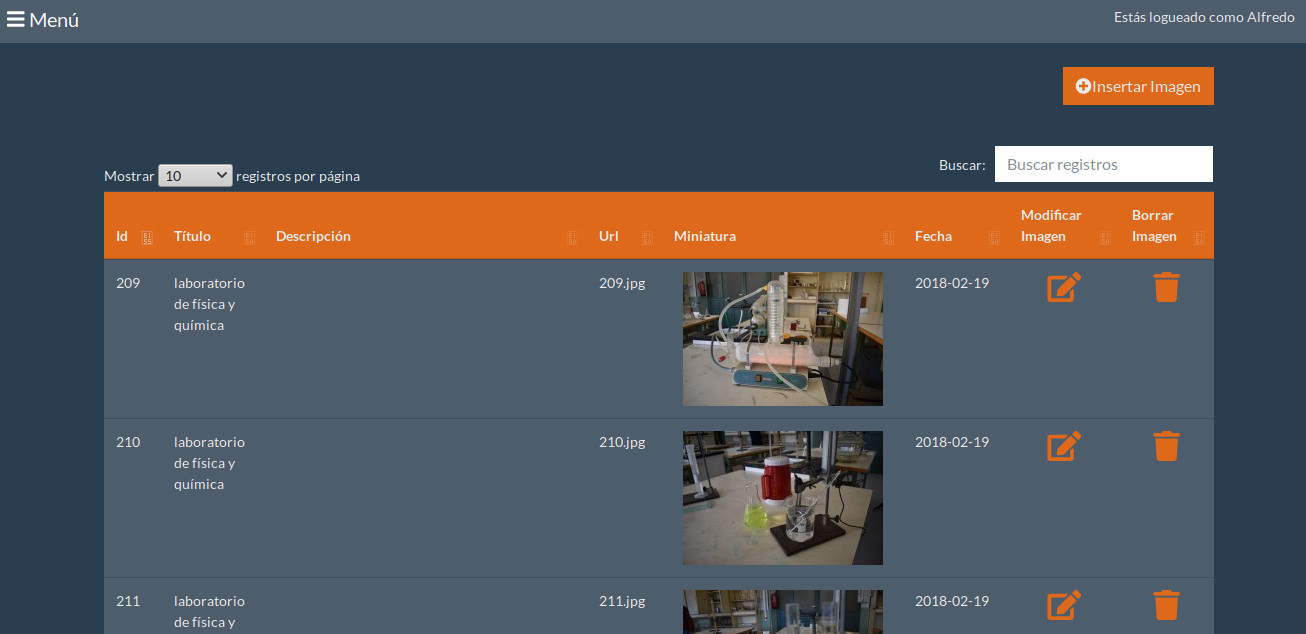 Menú
Estás logueado como Alfredo
Insertar Imagen
Mostrar 10 registros por página
Buscar: Buscar registros
Id Título Descripción Url Miniatura Fecha Modificar Imagen Borrar Imagen
209 laboratorio de física y química 209.jpg 2018-02-19
210 laboratorio de física y química 210.jpg 2018-02-19
211 laboratorio de física y 211.jpg 2018-02-19